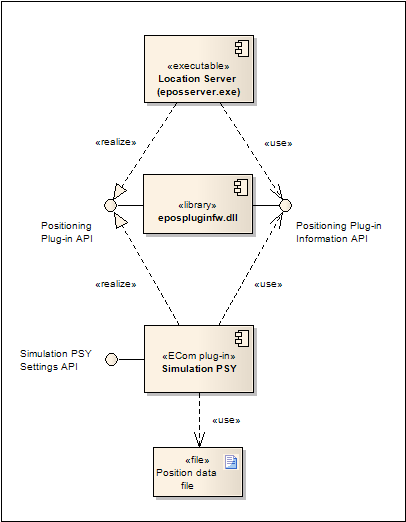 «executable»
Location Server
(eposserver.exe)
«realize»
«use»
«library»
epospluginfw.dll
Positioning
Plug-in API
Positioning Plug-in
Information API
«realize»
«use»
«ECom plug-in»
Simulation PSY
Simulation PSY
Settings API
«use»
«file»
Position data
file